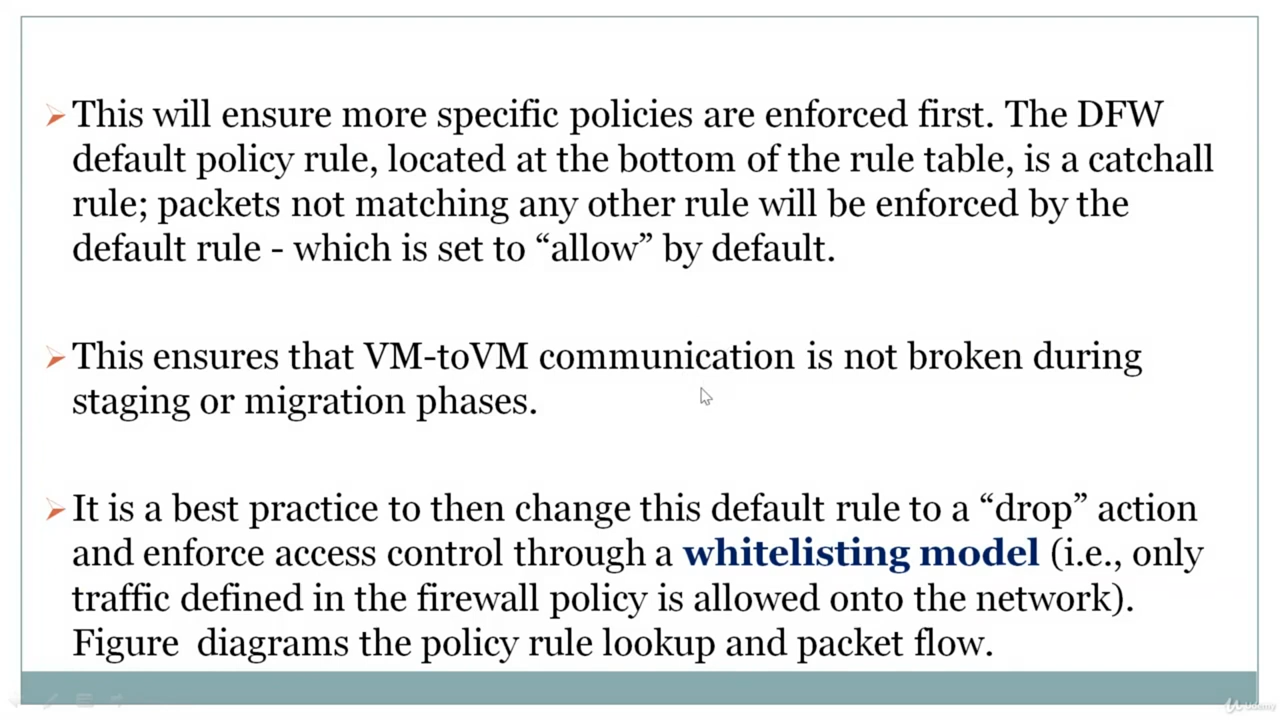 This will ensure more specific policies are enforced first. The DFW
default policy rule, located at the bottom of the rule table, is a catchall
rule; packets not matching any other rule will be enforced by the
default rule - which is set to “allow” by default.
This ensures that VM-toVM communication is not broken during
staging or migration phases.
It is a best practice to then change this default rule to a “drop” action
and enforce access control through a whitelisting model (i.e., only
traffic defined in the firewall policy is allowed onto the network).
Figure  diagrams the policy rule lookup and packet flow.
Udemy